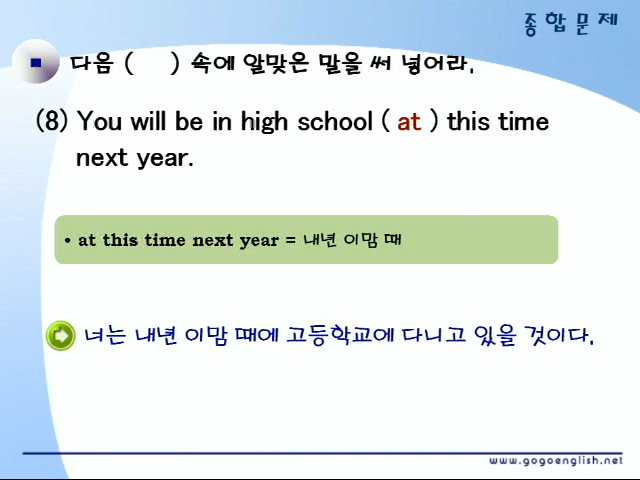 종합문제
다음 (    ) 속에 알맞은 말을 써 넣어라.
(8) You will be in high school ( at ) this time
next year.
• at this time next year = 내년 이맘 때
너는 내년 이맘 때에 고등학교에 다니고 있을 것이다.
www.gogoenglish.net